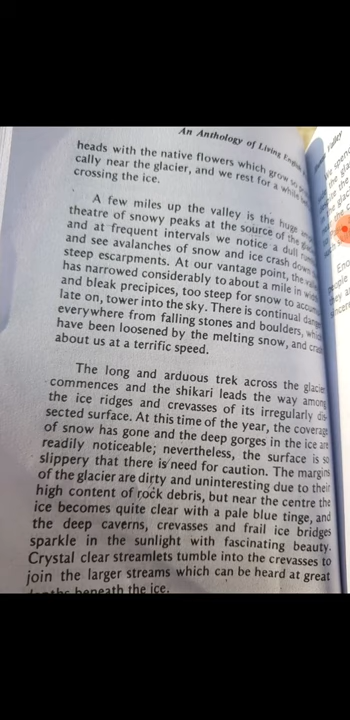 An Anthology of Living English
heads with the native flowers which grow so
cally near the glacier, and we rest for a while
crossing the ice.
A few miles up the valley is the huge
theatre of snowy peaks at the source of the
and at frequent intervals we notice a dull
and see avalanches of snow and ice crash down
steep escarpments. At our vantage point, the
has narrowed considerably to about a mile in
and bleak precipices, too steep for snow to
late on, tower into the sky. There is continual
everywhere from falling stones and boulders,
have been loosened by the melting snow, and
about us at a terrific speed.
The long and arduous trek across the glacier
commences and the shikari leads the way among
the ice ridges and crevasses of its irregularly dis-
sected surface. At this time of the year, the coverage
of snow has gone and the deep gorges in the ice are
readily noticeable; nevertheless, the surface is so
slippery that there is need for caution. The margins
of the glacier are dirty and uninteresting due to their
high content of rock debris, but near the centre the
ice becomes quite clear with a pale blue tinge, and
the deep caverns, crevasses and frail ice bridges
sparkle in the sunlight with fascinating beauty.
Crystal clear streamlets tumble into the crevasses to
join the larger streams which can be heard at great
beneath the ice.